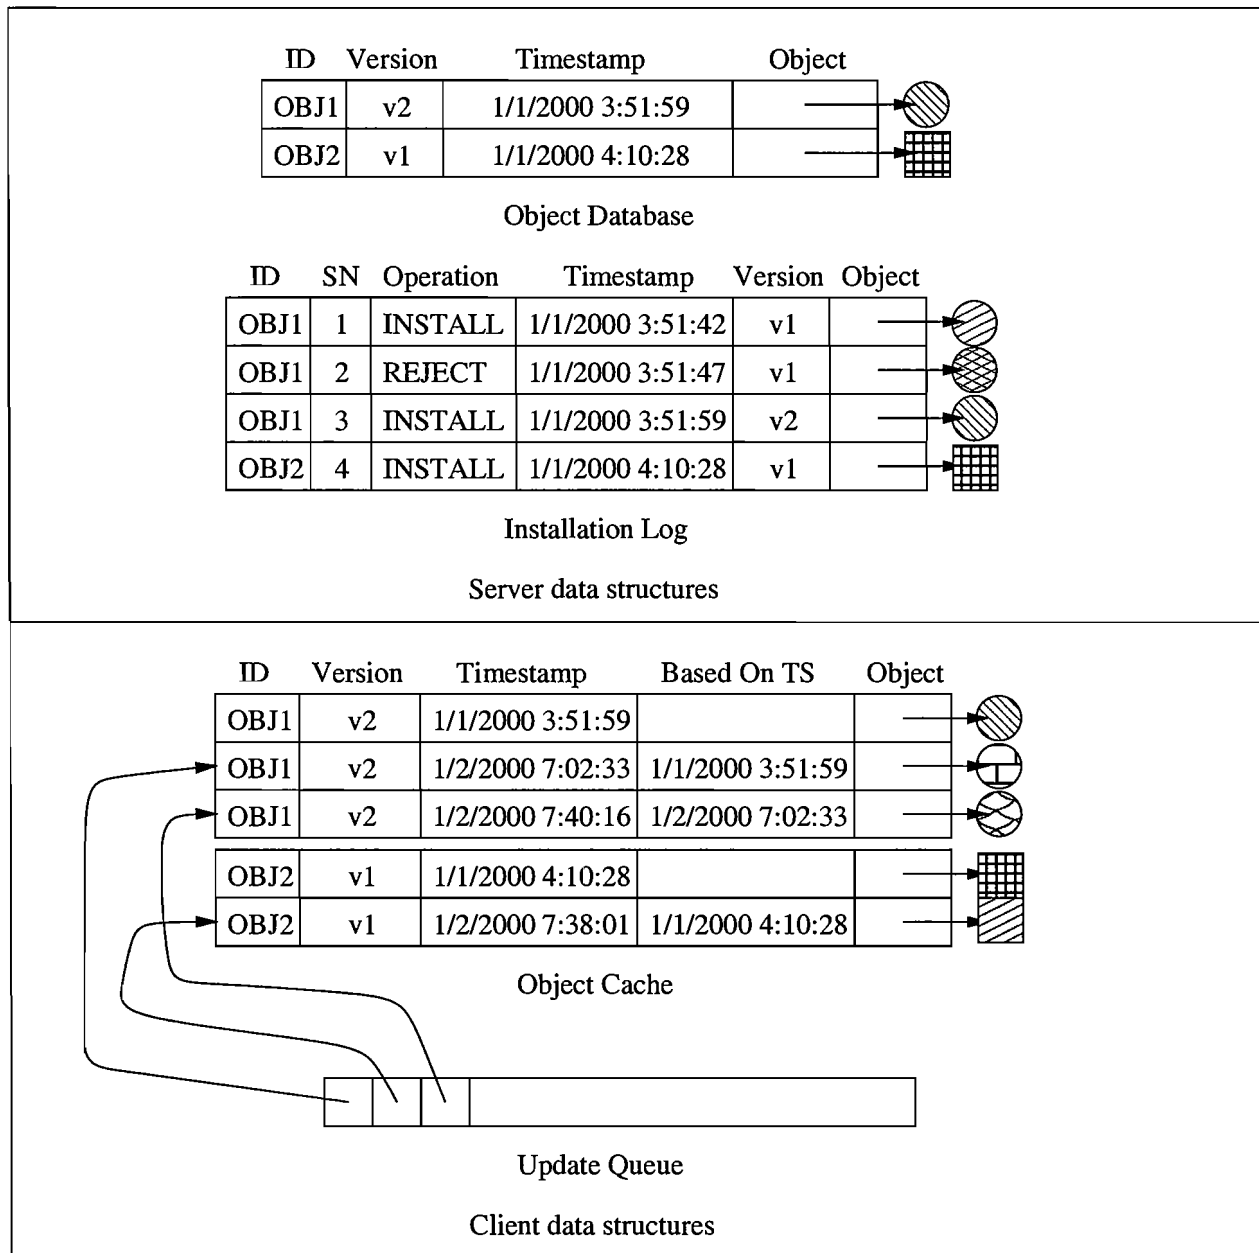 ID Version Timestamp Object
OBJ1 v2 1/1/2000 3:51:59
OBJ2 v1 1/1/2000 4:10:28
Object Database
ID SN Operation Timestamp Version Object
OBJ1 1 INSTALL 1/1/2000 3:51:42 v1
OBJ1 2 REJECT 1/1/2000 3:51:47 v1
OBJ1 3 INSTALL 1/1/2000 3:51:59 v2
OBJ2 4 INSTALL 1/1/2000 4:10:28 v1
Installation Log
Server data structures
ID Version Timestamp Based On TS Object
OBJ1 v2 1/1/2000 3:51:59
OBJ1 v2 1/2/2000 7:02:33 1/1/2000 3:51:59
OBJ1 v2 1/2/2000 7:40:16 1/2/2000 7:02:33
OBJ2 v1 1/1/2000 4:10:28
OBJ2 v1 1/2/2000 7:38:01 1/1/2000 4:10:28
Object Cache
Update Queue
Client data structures